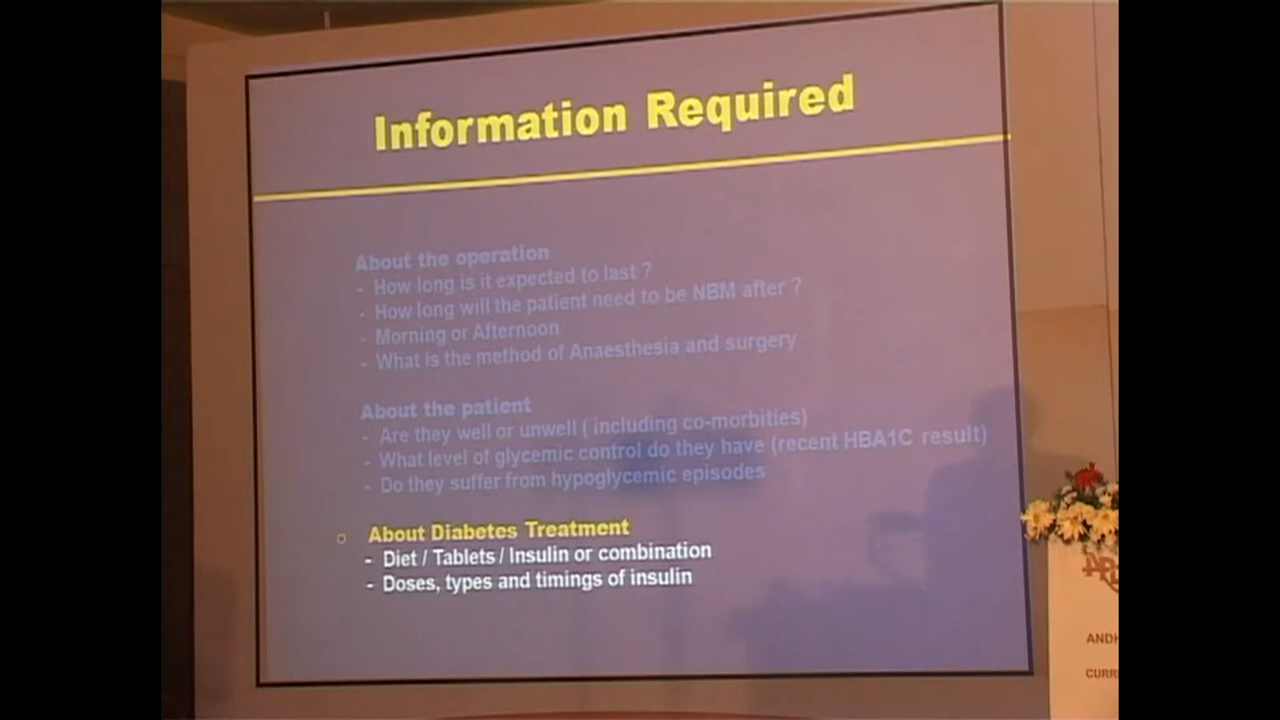 Information Required
About the operation
- How long is it expected to last ?
- How long will the patient need to be NBM after ?
- Morning or Afternoon
- What is the method of Anaesthesia and surgery
About the patient
- Are they well or unwell ( including co-morbities)
- What level of glycemic control do they have (recent HBA1C result)
- Do they suffer from hypoglycemic episodes
○ About Diabetes Treatment
- Diet / Tablets / Insulin or combination
- Doses, types and timings of insulin
ANDH
CURR